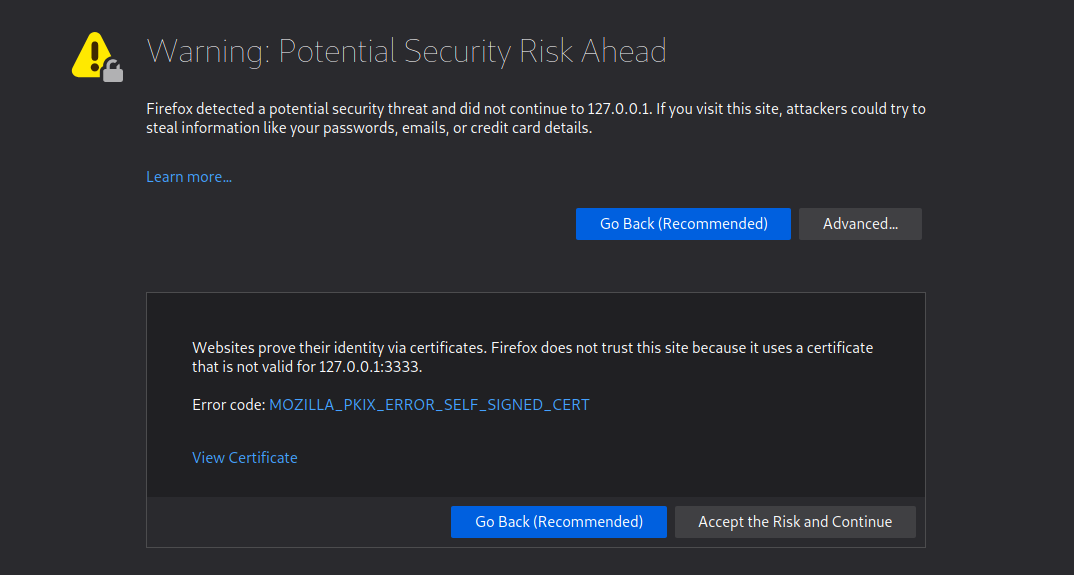 Warning: Potential Security Risk Ahead
Firefox detected a potential security threat and did not continue to 127.0.0.1. If you visit this site, attackers could try to
steal information like your passwords, emails, or credit card details.
Learn more...
Go Back (Recommended) Advanced...
Websites prove their identity via certificates. Firefox does not trust this site because it uses a certificate
that is not valid for 127.0.0.1:3333.
Error code: MOZILLA_PKIX_ERROR_SELF_SIGNED_CERT
View Certificate
Go Back (Recommended) Accept the Risk and Continue